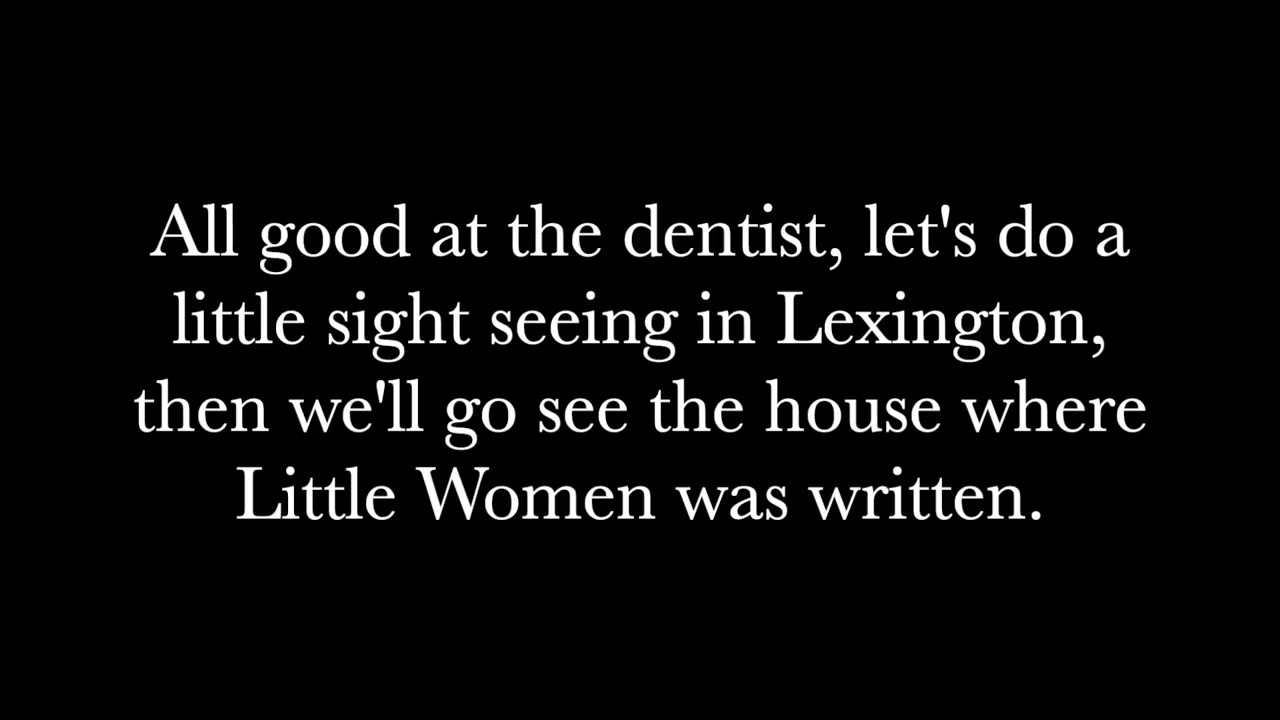 All good at the dentist, let's do a
little sight seeing in Lexington,
then we'll go see the house where
Little Women was written.